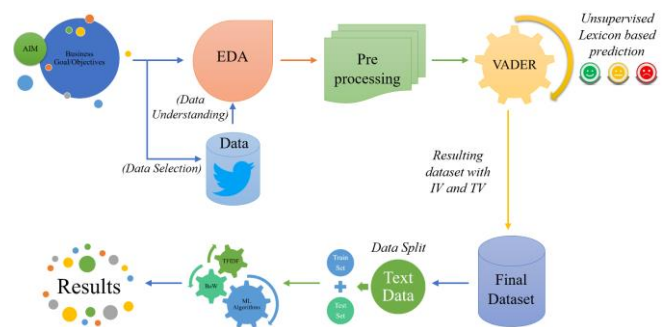 AIM
Business
Goal/Objectives
EDA
Pre
processing
VADER
Unsupervised
Lexicon based
prediction
(Data
Understanding)
Data
(Data Selection)
Resulting
dataset with
IV and TV
Final
Dataset
Data Split
Text
Data
Train
Set
Test
Set
TFIDF
BoW
ML
Algorithms
Results